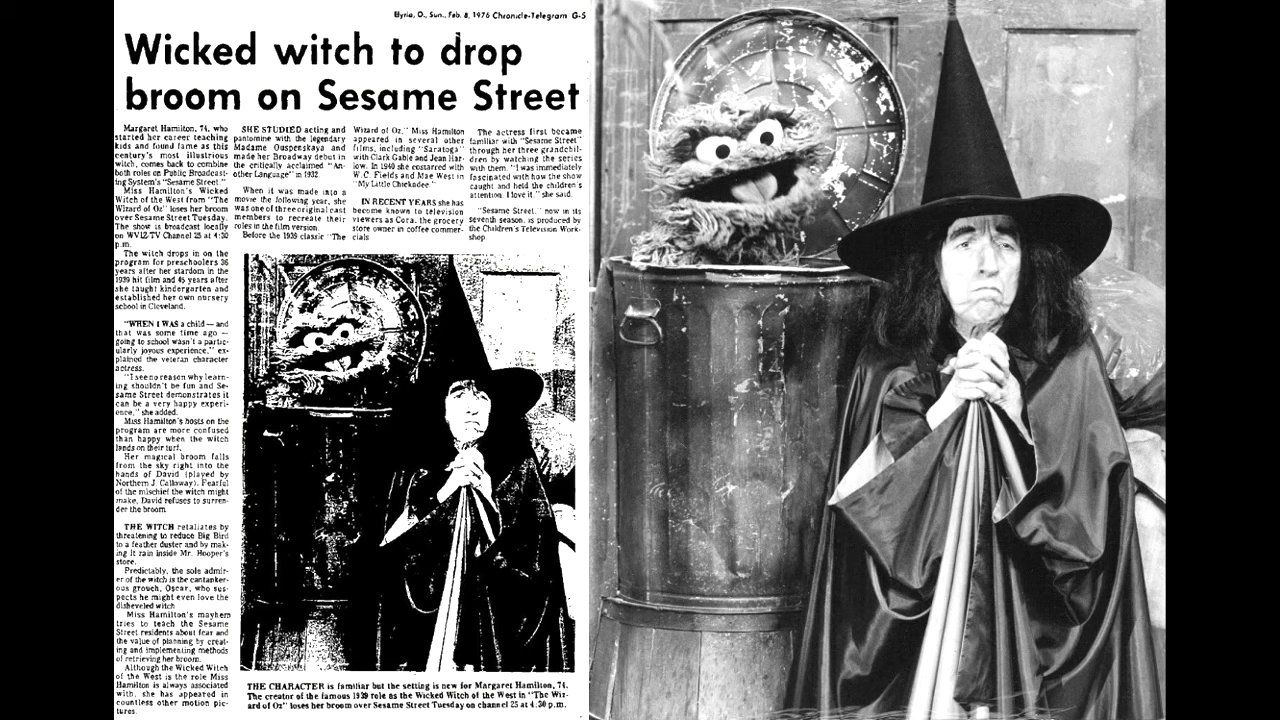 Elyria, O., Sun., Feb. 8, 1976 Chronicle-Telegram G-5
Wicked witch to drop
broom on Sesame Street
Margaret Hamilton, 74, who
started her career teaching
kids and found fame as this
century's most illustrious
witch, comes back to combine
both roles on Public Broadcast-
ing System's "Sesame Street."
Miss Hamilton's Wicked
Witch of the West from "The
Wizard of Oz" loses her broom
over Sesame Street Tuesday.
The show is broadcast locally
on WVIZ-TV Channel 25 at 4:30
p.m.
The witch drops in on the
program for preschoolers 36
years after her stardom in the
1939 hit film and 45 years after
she taught kindergarten and
established her own nursery
school in Cleveland.
"WHEN I WAS a child — and
that was some time ago —
going to school wasn't a partic-
ularly joyous experience," ex-
plained the veteran character
actress.
"I see no reason why learn-
ing shouldn't be fun and Se-
same Street demonstrates it
can be a very happy experi-
ence," she added.
Miss Hamilton's hosts on the
program are more confused
than happy when the witch
lands on their turf.
Her magical broom falls
from the sky right into the
hands of David (played by
Northern J. Calloway). Fearful
of the mischief the witch might
make, David refuses to surren-
der the broom.
THE WITCH retaliates by
threatening to reduce Big Bird
to a feather duster and by mak-
ing it rain inside Mr. Hooper's
store.
Predictably, the sole admir-
er of the witch is the cantanker-
ous grouch, Oscar, who sus-
pects he might even love the
disheveled witch
Miss Hamilton's mayhem
tries to teach the Sesame
Street residents about fear and
the value of planning by creat-
ing and implementing methods
of retrieving her broom.
Although the Wicked Witch
of the West is the role Miss
Hamilton is always associated
with, she has appeared in
countless other motion pic-
tures.
SHE STUDIED acting and
pantomine with the legendary
Madame Ouspenskaya and
made her Broadway debut in
the critically acclaimed "An-
other Language" in 1932.
When it was made into a
movie the following year, she
was one of three original cast
members to recreate their
roles in the film version.
Before the 1939 classic "The
Wizard of Oz," Miss Hamilton
appeared in several other
films, including "Saratoga"
with Clark Gable and Jean Har-
low. In 1940 she costarred with
W.C. Fields and Mae West in
"My Little Chickadee."
IN RECENT YEARS she has
become known to television
viewers as Cora, the grocery
store owner in coffee commer-
cials
The actress first became
familiar with "Sesame Street"
through her three grandchil-
dren by watching the series
with them. "I was immediately
fascinated with how the show
caught and held the children's
attention. I love it," she said.
"Sesame Street," now in its
seventh season, is produced by
the Children's Television Work-
shop.
THE CHARACTER is familiar but the setting is new for Margaret Hamilton, 74.
The creator of the famous 1939 role as the Wicked Witch of the West in "The Wiz-
ard of Oz" loses her broom over Sesame Street Tuesday on channel 25 at 4:30 p.m.